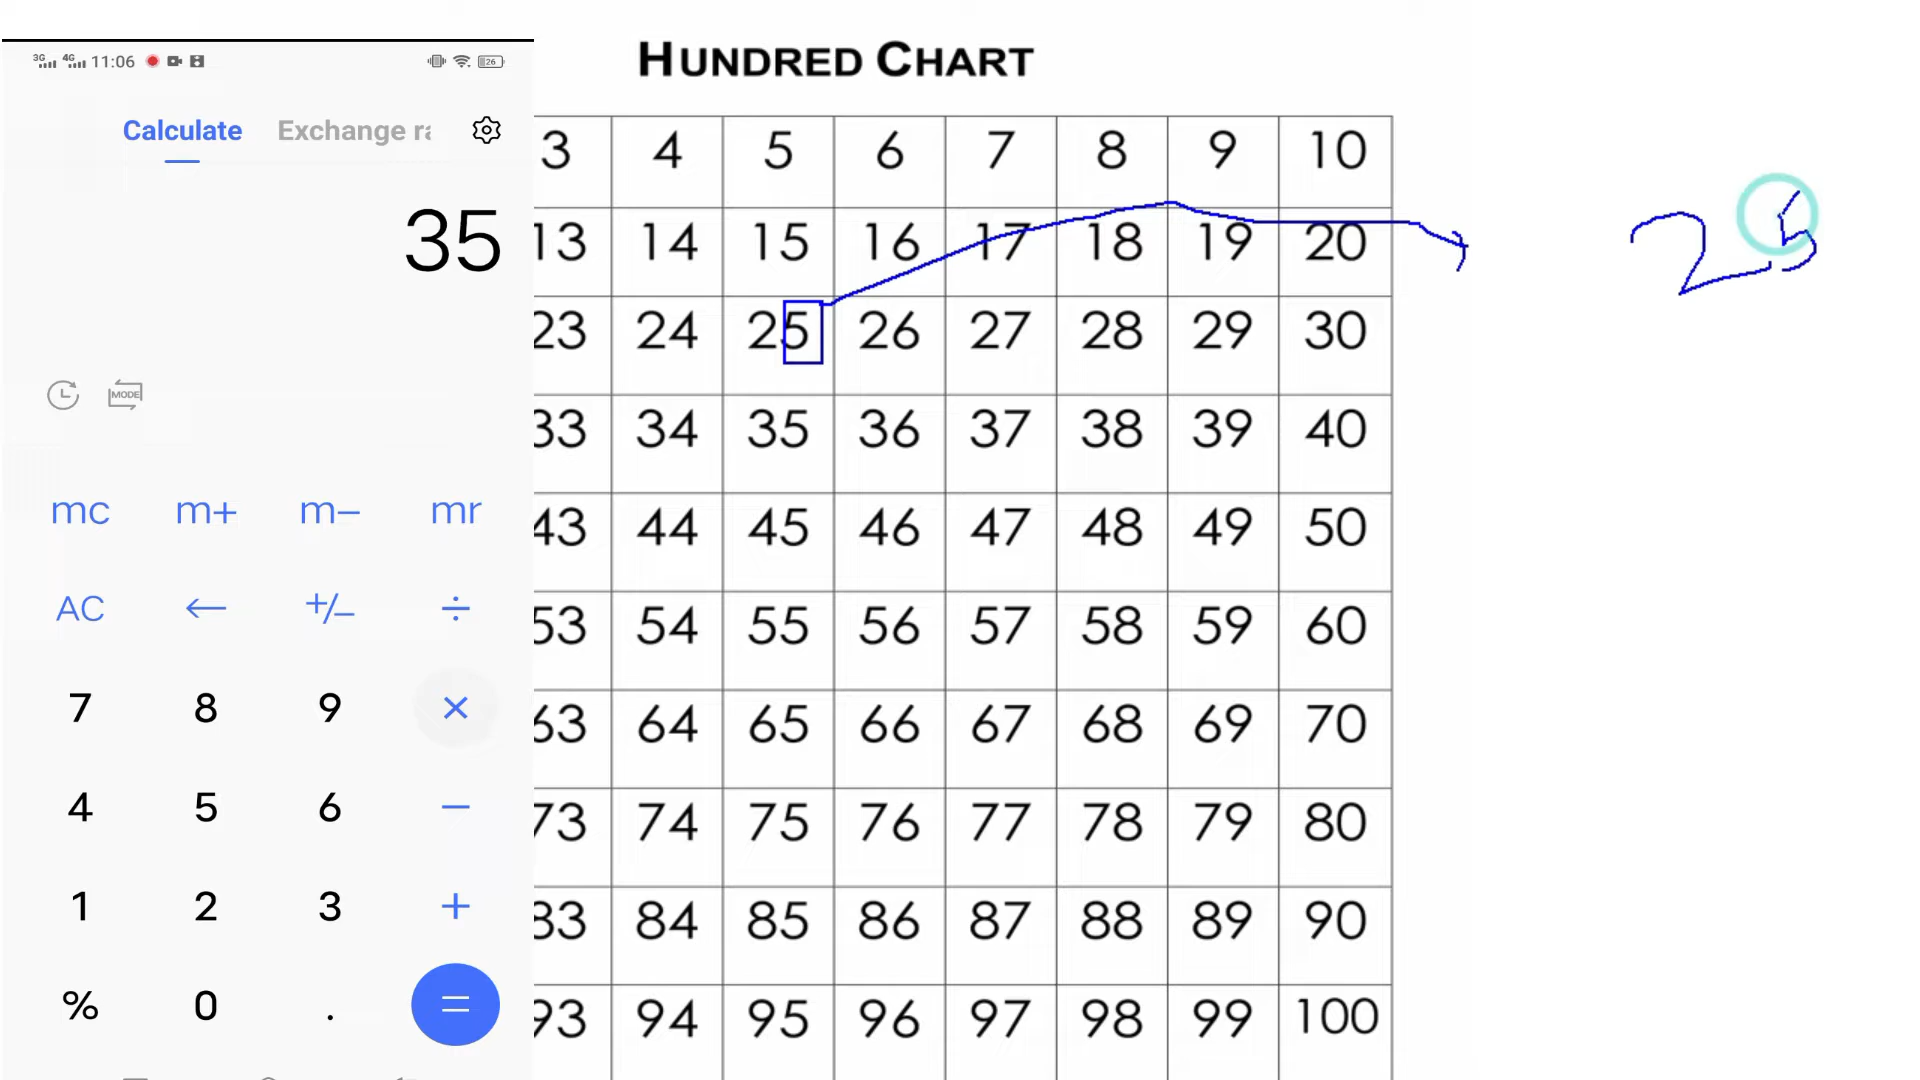 HUNDRED CHART
3G 4G 11:06 26
Calculate Exchange ra
35
MODE
mc m+ m− mr
AC ← +/− ÷
7 8 9 ×
4 5 6 −
1 2 3 +
% 0 . =
3 4 5 6 7 8 9 10
13 14 15 16 17 18 19 20
23 24 25 26 27 28 29 30
33 34 35 36 37 38 39 40
43 44 45 46 47 48 49 50
53 54 55 56 57 58 59 60
63 64 65 66 67 68 69 70
73 74 75 76 77 78 79 80
83 84 85 86 87 88 89 90
93 94 95 96 97 98 99 100
25